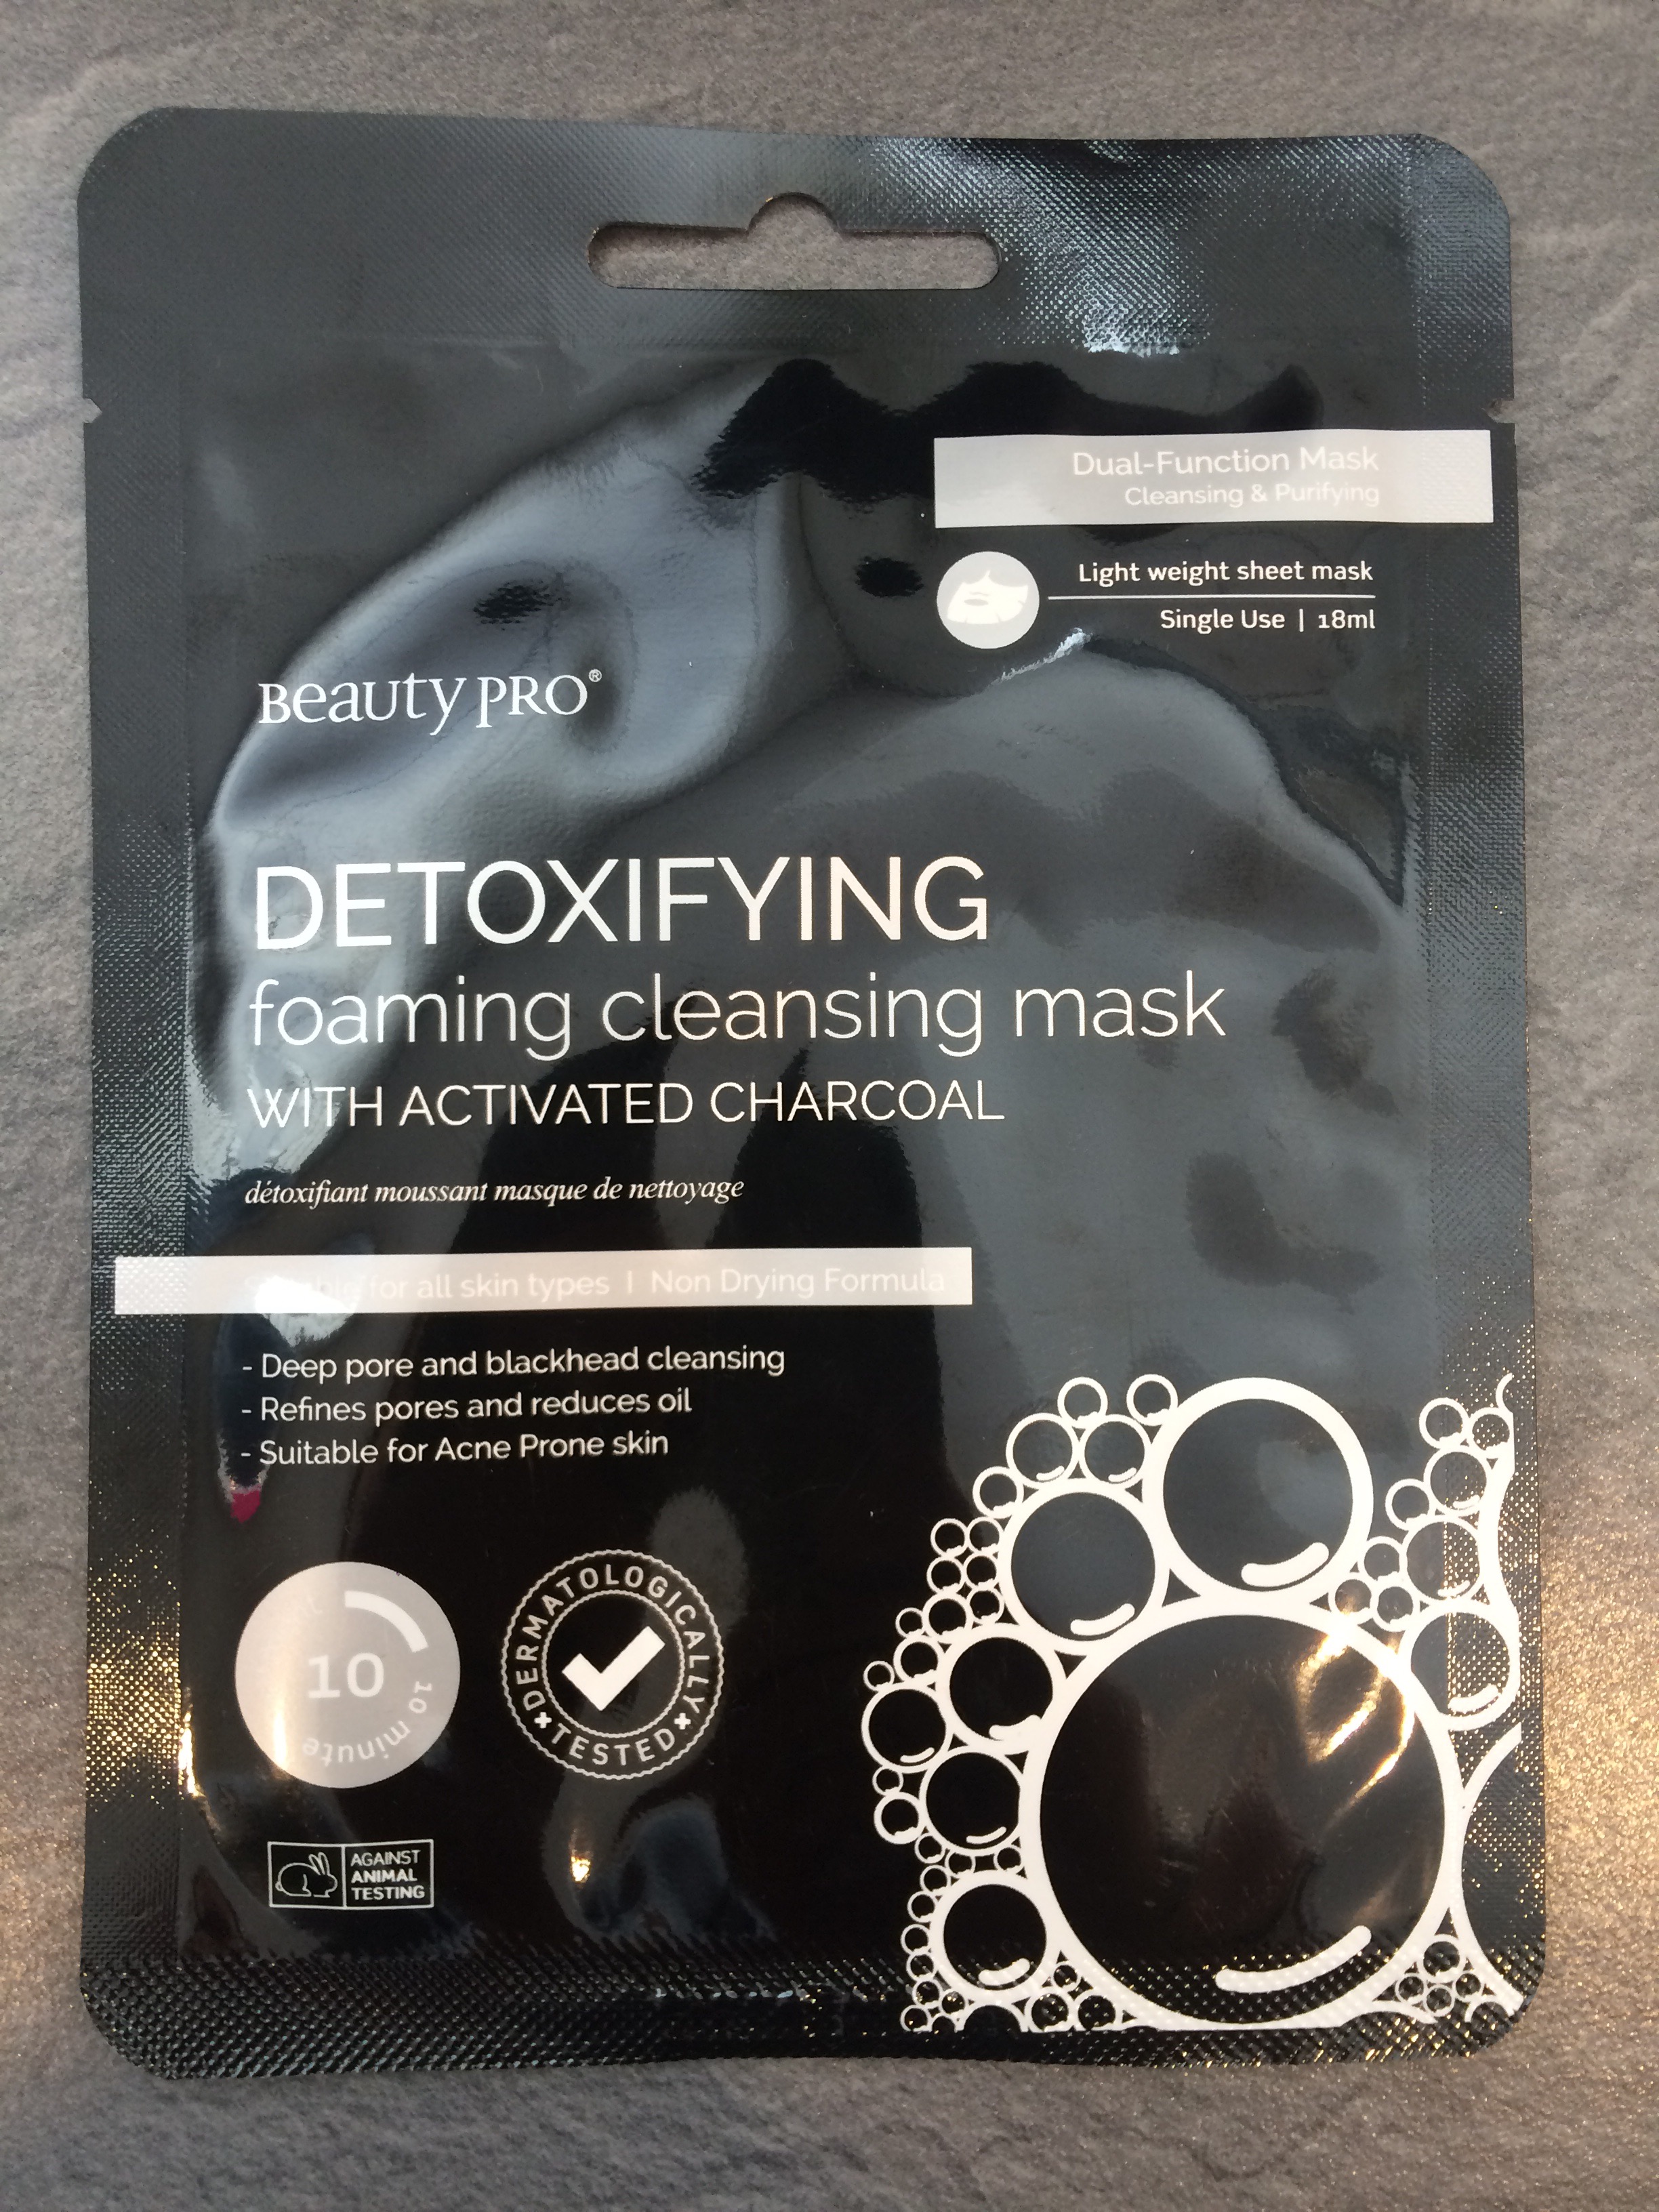 Dual-Function Mask
Cleansing & Purifying
Light weight sheet mask
Single Use | 18ml
Beauty PRO®
DETOXIFYING
foaming cleansing mask
WITH ACTIVATED CHARCOAL
détoxifiant moussant masque de nettoyage
for all skin types | Non Drying Formula
- Deep pore and blackhead cleansing
- Refines pores and reduces oil
- Suitable for Acne Prone skin
10
10 minute
DERMATOLOGICALLY
TESTED
AGAINST
ANIMAL
TESTING